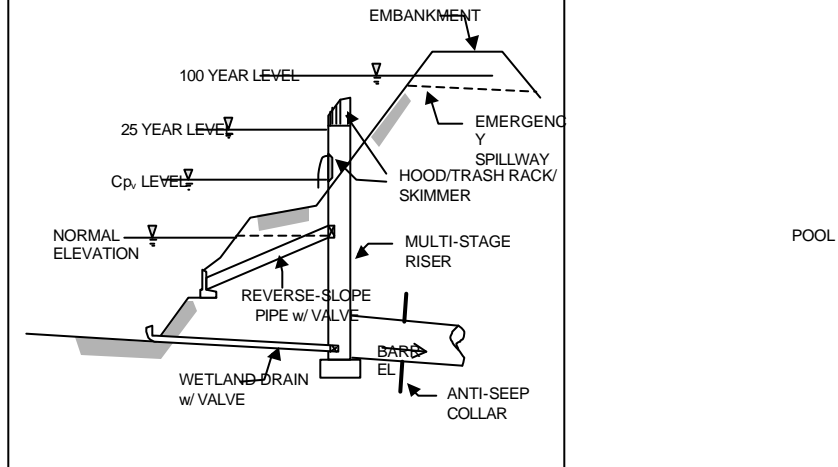 EMBANKMENT
100 YEAR LEVEL
EMERGENC
Y
SPILLWAY
25 YEAR LEVEL
HOOD/TRASH RACK/
SKIMMER
Cpᵥ LEVEL
NORMAL
ELEVATION
POOL
MULTI-STAGE
RISER
REVERSE-SLOPE
PIPE w/ VALVE
BARR
EL
WETLAND DRAIN
w/ VALVE
ANTI-SEEP
COLLAR